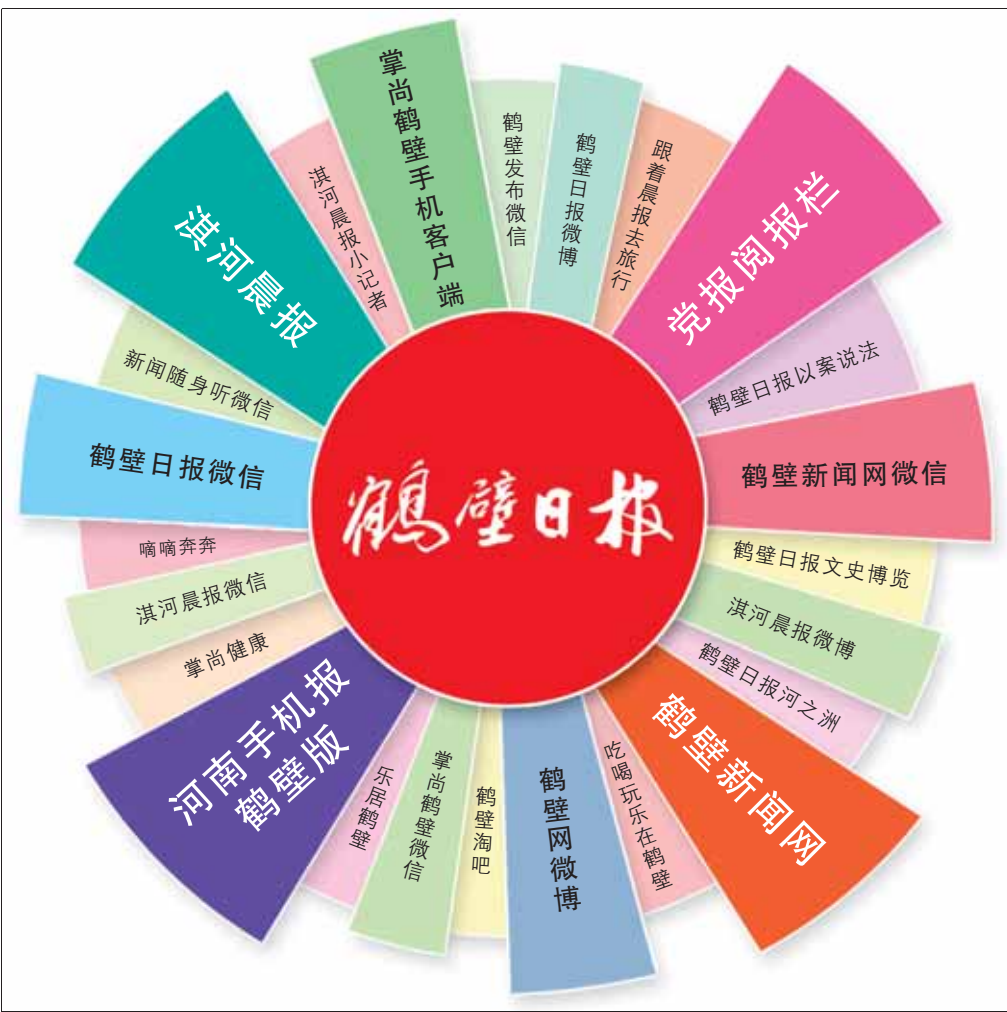 掌尚鹤壁手机客户端
鹤壁发布微信
鹤壁日报微博
跟着晨报去旅行
党报阅报栏
鹤壁日报以案说法
鹤壁新闻网微信
鹤壁日报文史博览
淇河晨报微博
鹤壁日报河之洲
鹤壁新闻网
吃喝玩乐在鹤壁
鹤壁网微博
鹤壁淘吧
掌尚鹤壁微信
乐居鹤壁
河南手机报
鹤壁版
掌尚健康
淇河晨报微信
嘀嘀奔奔
鹤壁日报微信
新闻随身听微信
淇河晨报
淇河晨报小记者
鹤壁日报